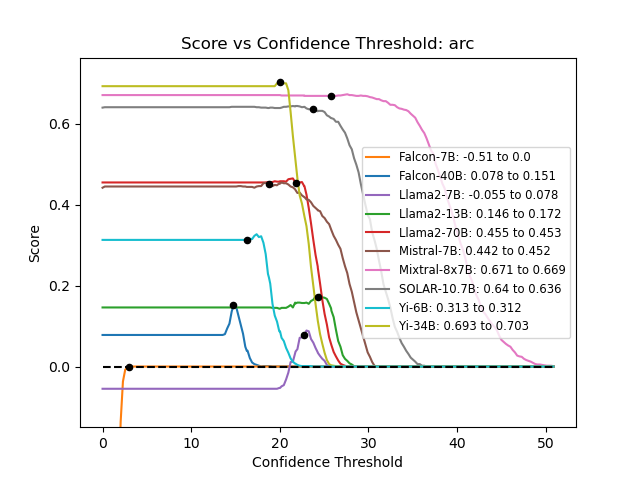 Score vs Confidence Threshold: arc
Score
0.6
0.4
0.2
0.0
Falcon-7B: -0.51 to 0.0
Falcon-40B: 0.078 to 0.151
Llama2-7B: -0.055 to 0.078
Llama2-13B: 0.146 to 0.172
Llama2-70B: 0.455 to 0.453
Mistral-7B: 0.442 to 0.452
Mixtral-8x7B: 0.671 to 0.669
SOLAR-10.7B: 0.64 to 0.636
Yi-6B: 0.313 to 0.312
Yi-34B: 0.693 to 0.703
0 10 20 30 40 50
Confidence Threshold